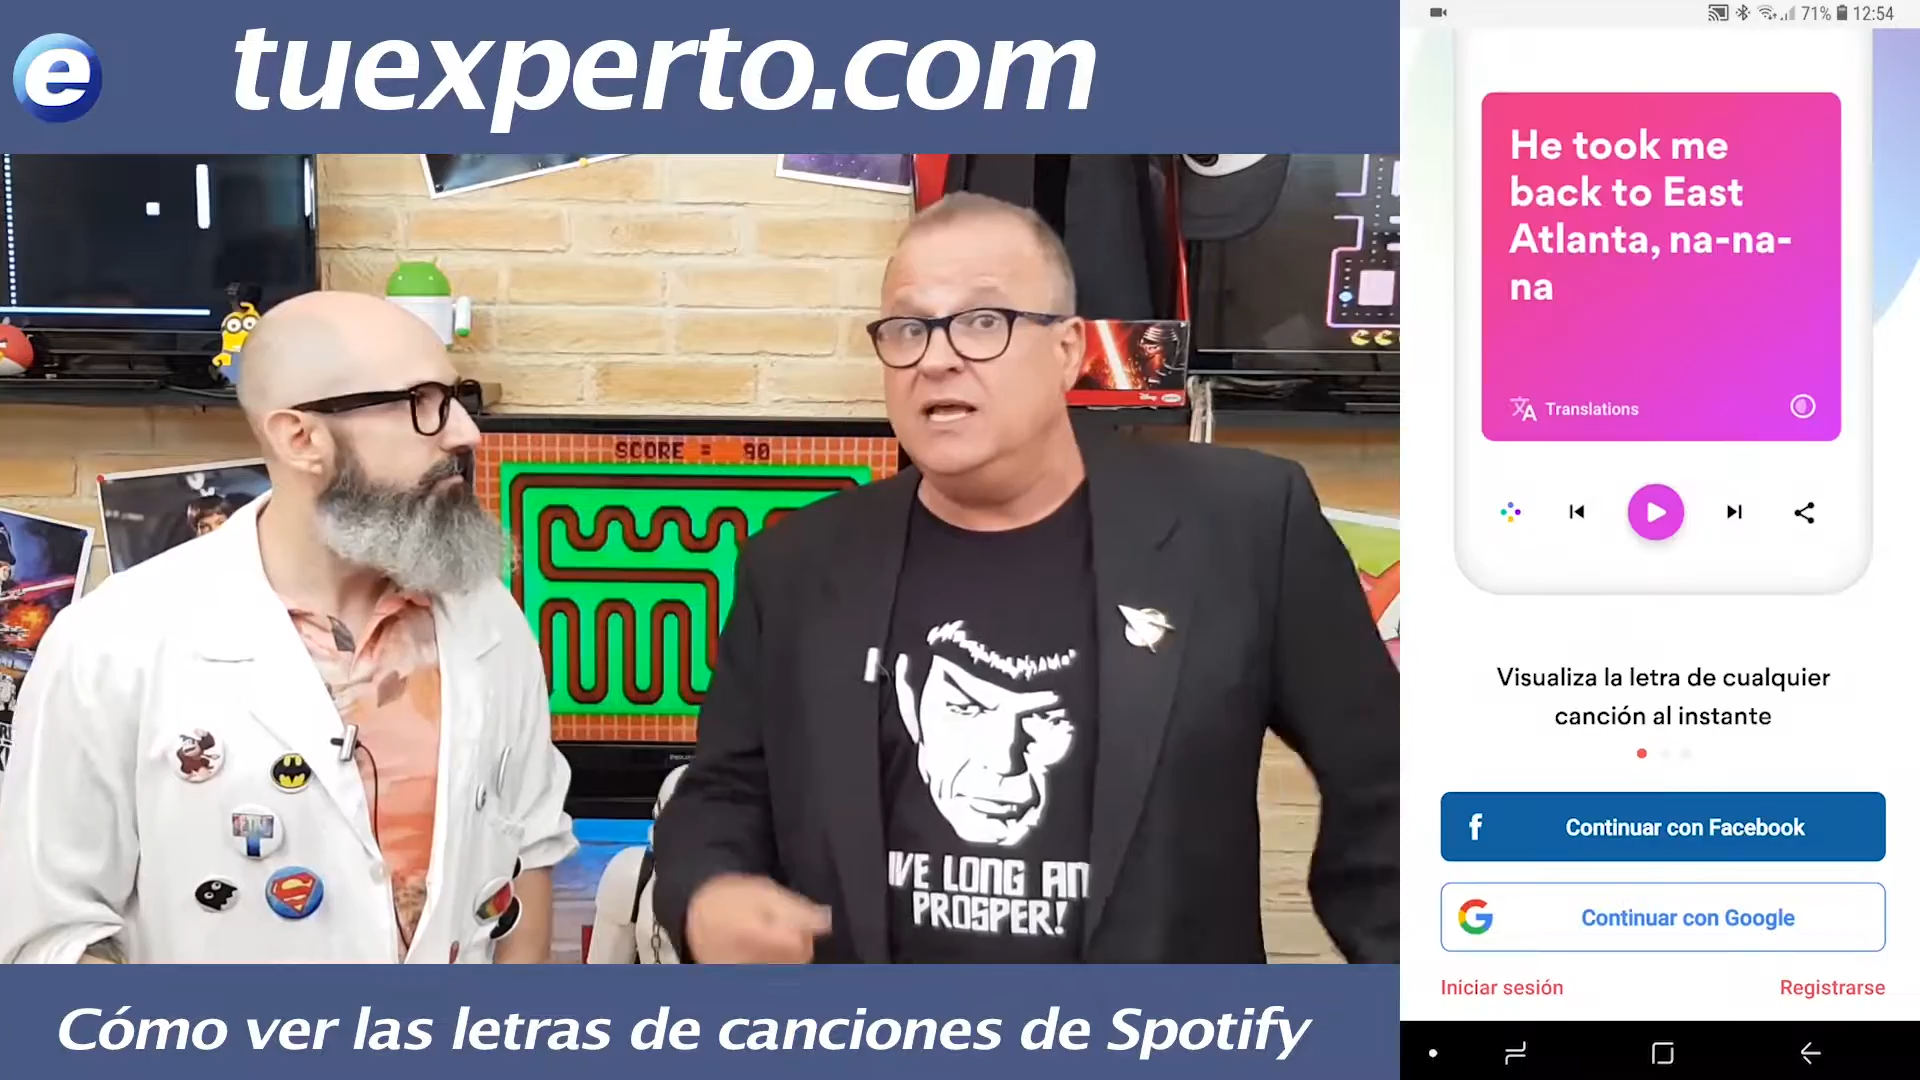 e tuexperto.com
SCORE = 90
LONG
PROSPER!
Cómo ver las letras de canciones de Spotify
71% 12:54
He took me
back to East
Atlanta, na-na-
na
Translations
Visualiza la letra de cualquier
canción al instante
Continuar con Facebook
Continuar con Google
Iniciar sesión
Registrarse